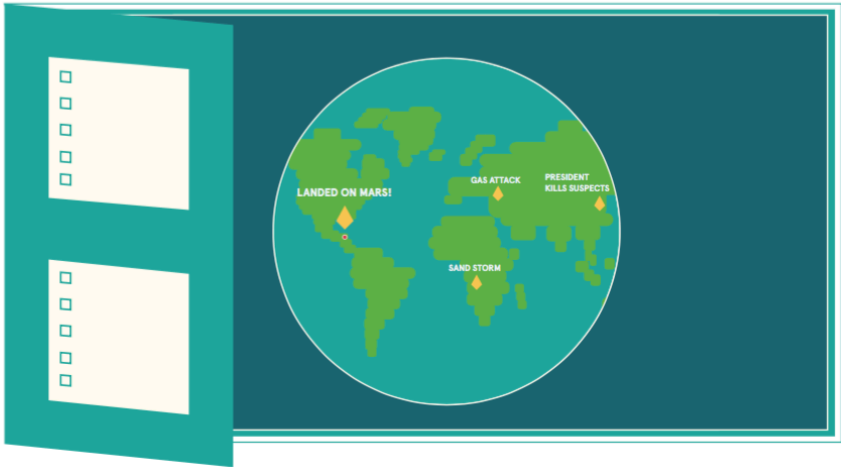 LANDED ON MARS!
GAS ATTACK
PRESIDENT
KILLS SUSPECTS
SAND STORM